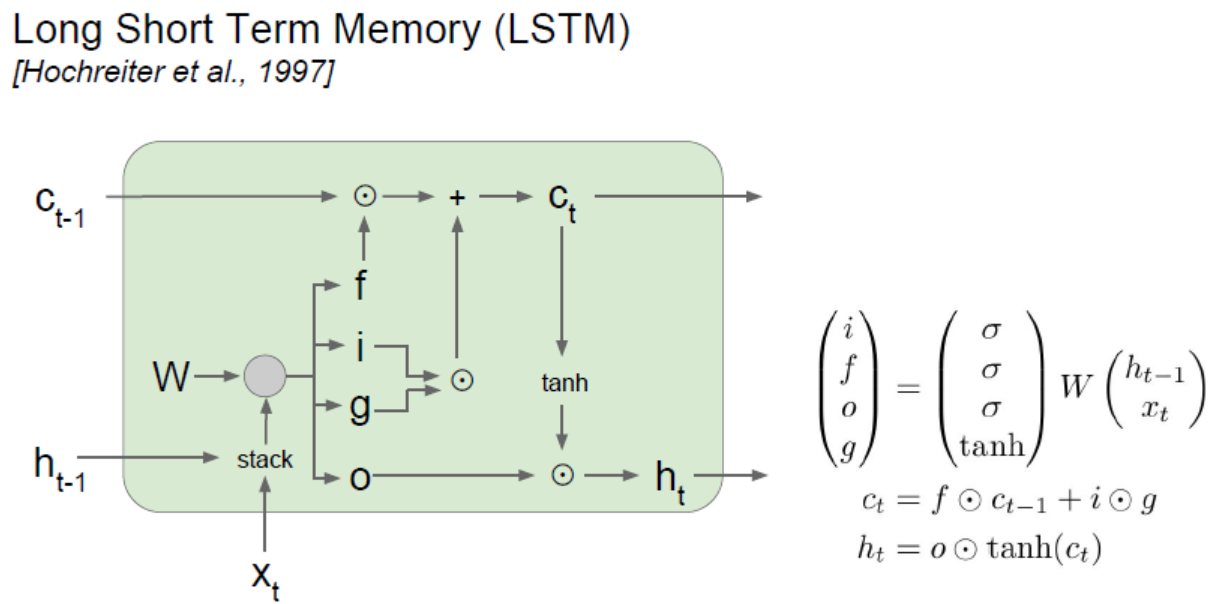 Long Short Term Memory (LSTM)
[Hochreiter et al., 1997]
c_{t-1} ⊙ + c_t
f
i
W
g ⊙ tanh
h_{t-1} stack o ⊙ h_t
x_t
(i f o g) = (σ σ σ tanh) W (h_{t-1} x_t)
c_t = f ⊙ c_{t-1} + i ⊙ g
h_t = o ⊙ tanh(c_t)